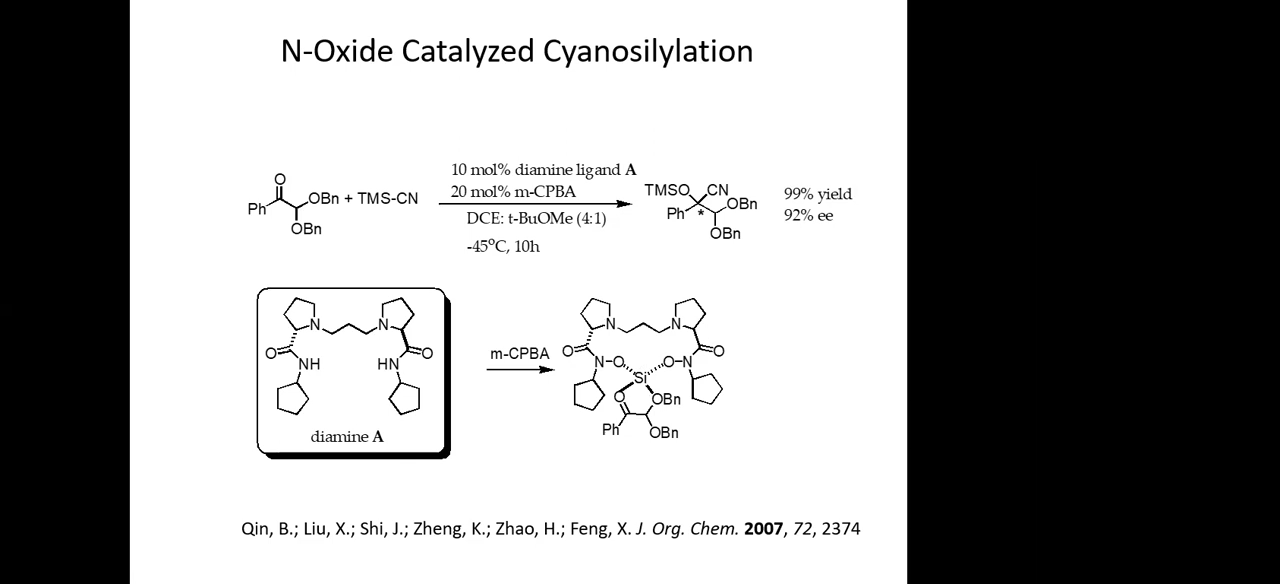 N-Oxide Catalyzed Cyanosilylation
10 mol% diamine ligand A
20 mol% m-CPBA
DCE: t-BuOMe (4:1)
-45°C, 10h
O
Ph
OBn + TMS-CN
OBn
TMSO CN
Ph * OBn
OBn
99% yield
92% ee
N N
O NH HN O
diamine A
m-CPBA
N N
O N-O O-N O
Si
O OBn
Ph OBn
Qin, B.; Liu, X.; Shi, J.; Zheng, K.; Zhao, H.; Feng, X. J. Org. Chem. 2007, 72, 2374